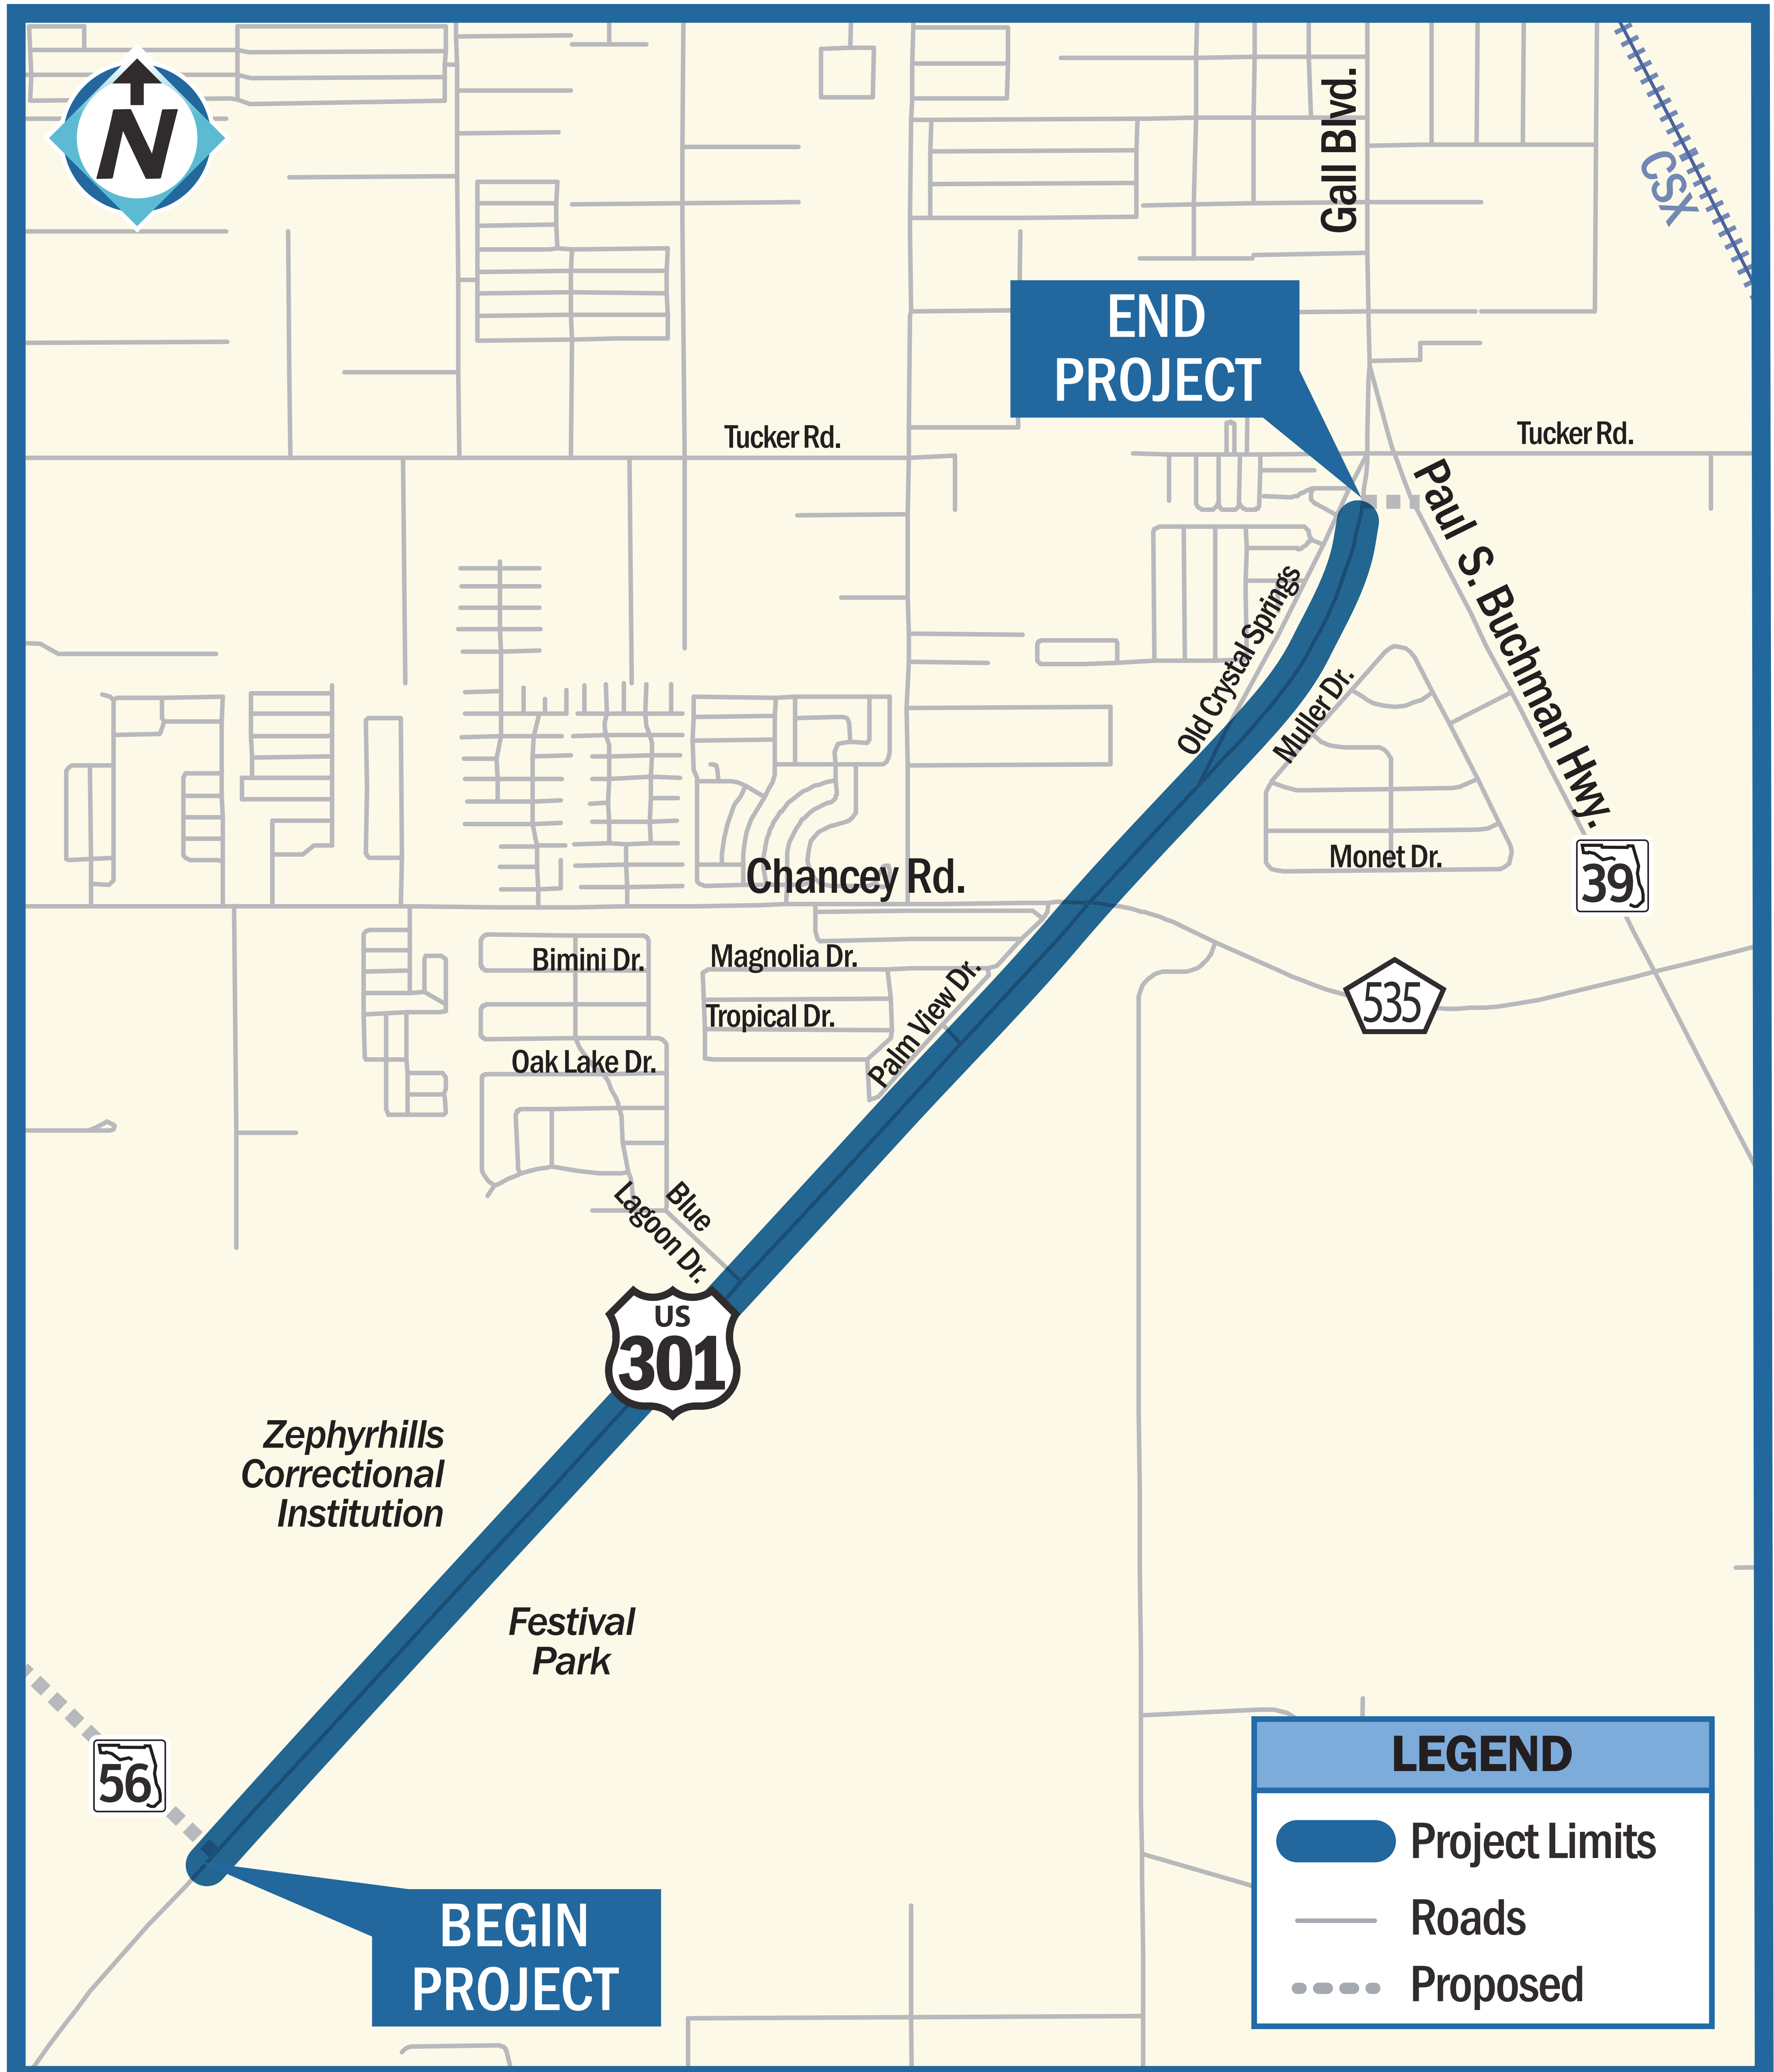 N
Gall Blvd.
CSX
END
PROJECT
Tucker Rd.
Tucker Rd.
Paul S. Buchman Hwy.
Old Crystal Springs
Muller Dr.
Monet Dr.
39
Chancey Rd.
Bimini Dr.
Magnolia Dr.
Tropical Dr.
Palm View Dr.
535
Oak Lake Dr.
Blue
Lagoon Dr.
US
301
Zephyrhills
Correctional
Institution
Festival
Park
56
BEGIN
PROJECT
LEGEND
Project Limits
Roads
Proposed